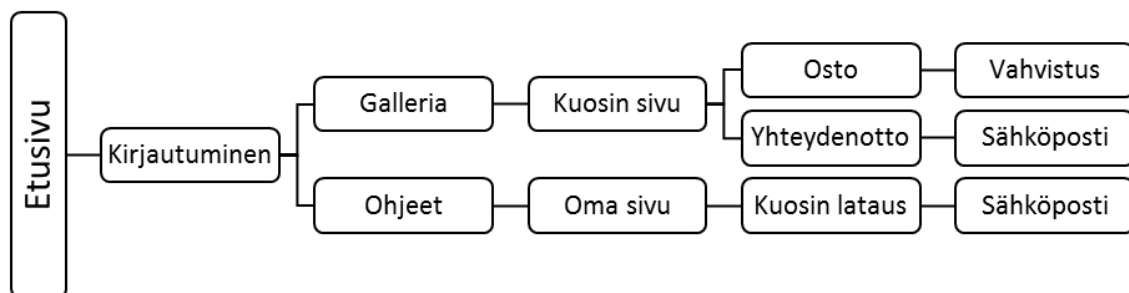 Etusivu
Kirjautuminen
Galleria
Kuosin sivu
Osto
Vahvistus
Yhteydenotto
Sähköposti
Ohjeet
Oma sivu
Kuosin lataus
Sähköposti